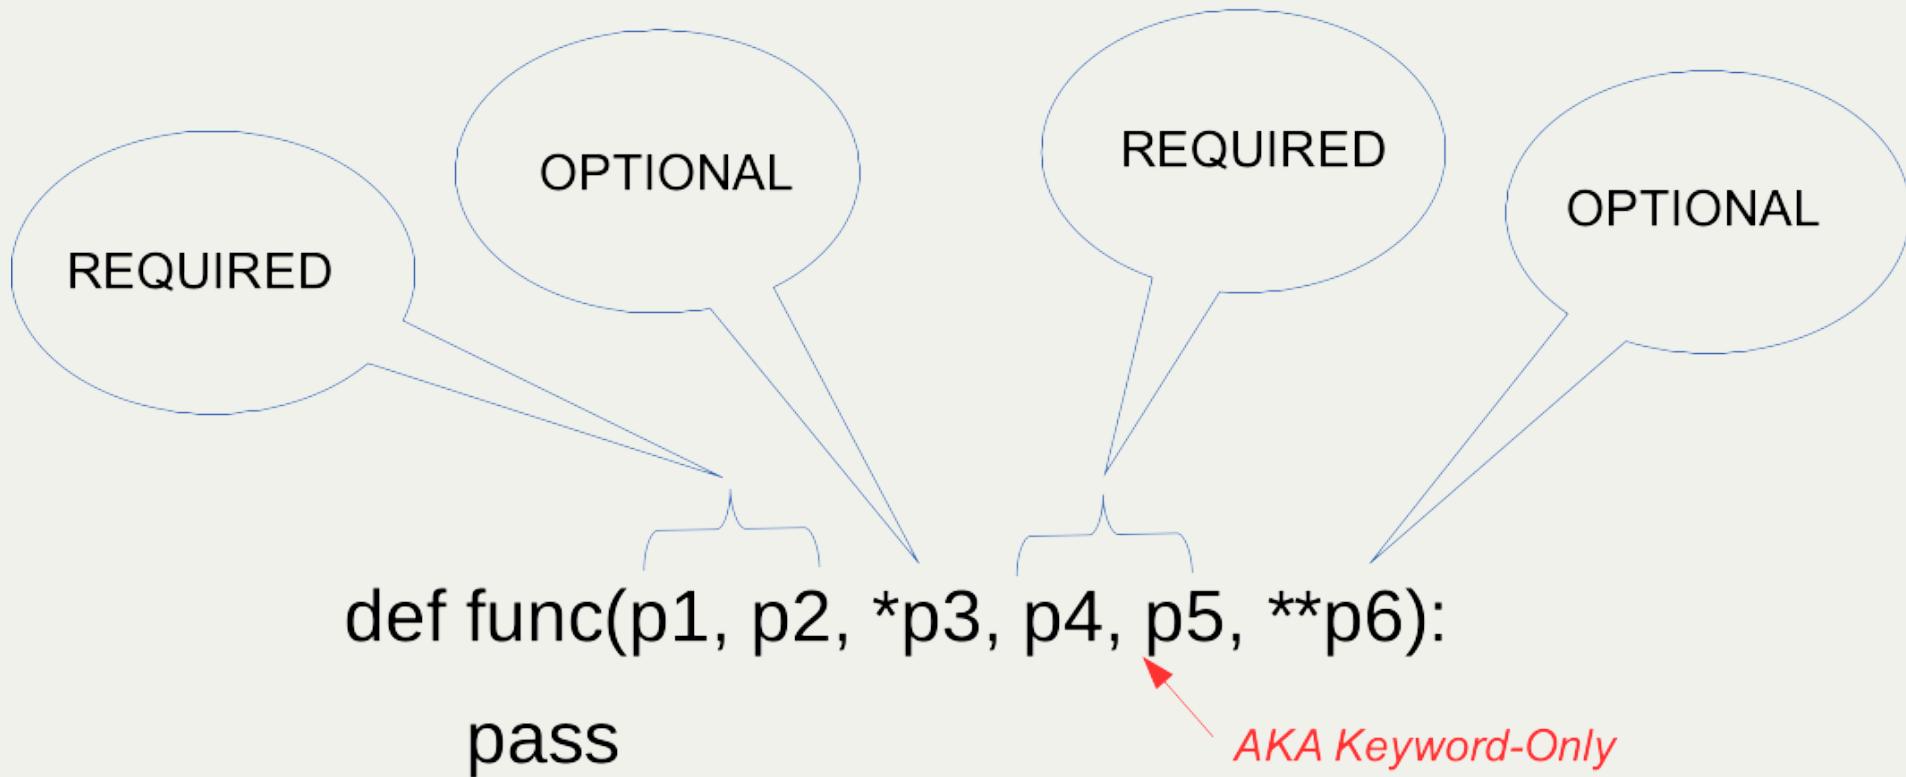 REQUIRED
OPTIONAL
REQUIRED
OPTIONAL
def func(p1, p2, *p3, p4, p5, **p6):
pass
AKA Keyword-Only